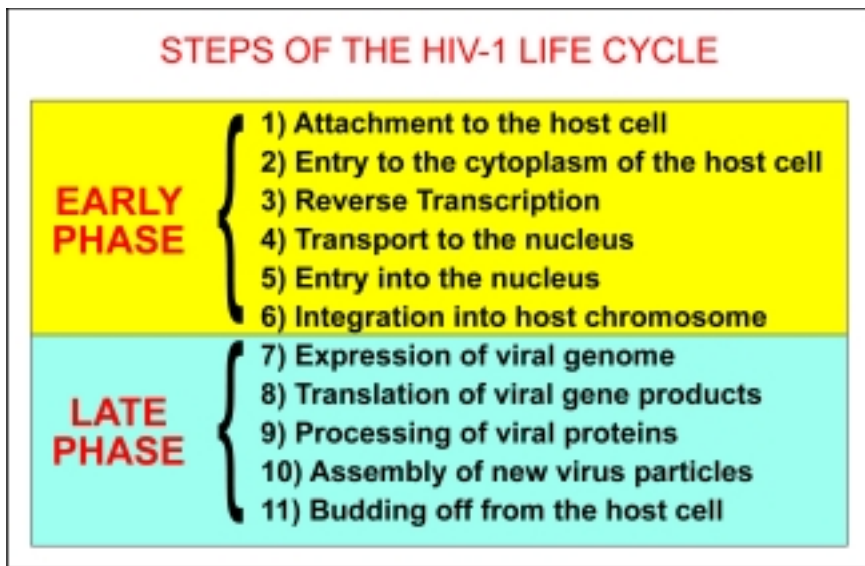 STEPS OF THE HIV-1 LIFE CYCLE
EARLY
PHASE
1) Attachment to the host cell
2) Entry to the cytoplasm of the host cell
3) Reverse Transcription
4) Transport to the nucleus
5) Entry into the nucleus
6) Integration into host chromosome
LATE
PHASE
7) Expression of viral genome
8) Translation of viral gene products
9) Processing of viral proteins
10) Assembly of new virus particles
11) Budding off from the host cell